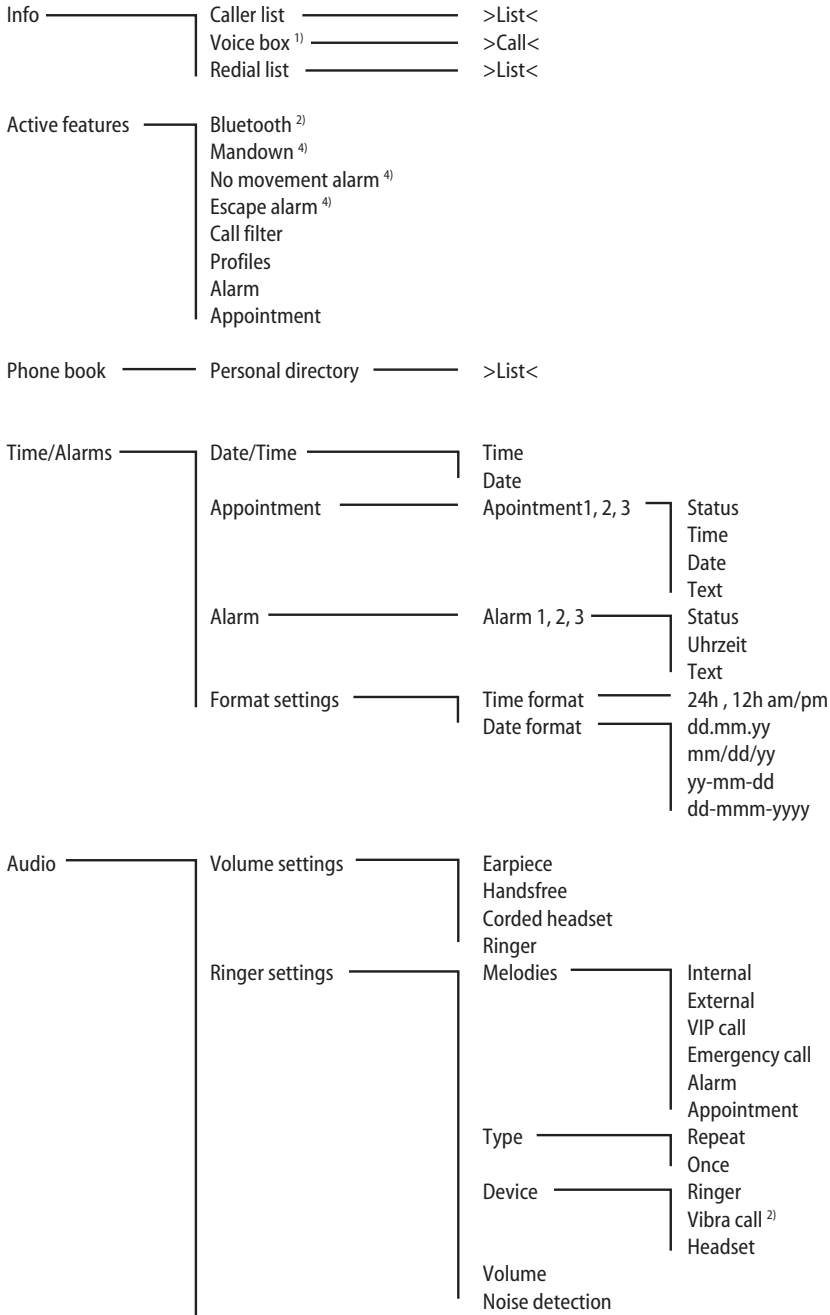 Info Caller list >List<
Voice box 1) >Call<
Redial list >List<
Active features Bluetooth 2)
Mandown 4)
No movement alarm 4)
Escape alarm 4)
Call filter
Profiles
Alarm
Appointment
Phone book Personal directory >List<
Time/Alarms Date/Time Time
Date
Appointment Apointment1, 2, 3 Status
Time
Date
Text
Alarm Alarm 1, 2, 3 Status
Uhrzeit
Text
Format settings Time format 24h , 12h am/pm
Date format dd.mm.yy
mm/dd/yy
yy-mm-dd
dd-mmm-yyyy
Audio Volume settings Earpiece
Handsfree
Corded headset
Ringer
Ringer settings Melodies Internal
External
VIP call
Emergency call
Alarm
Appointment
Type Repeat
Once
Device Ringer
Vibra call 2)
Headset
Volume
Noise detection